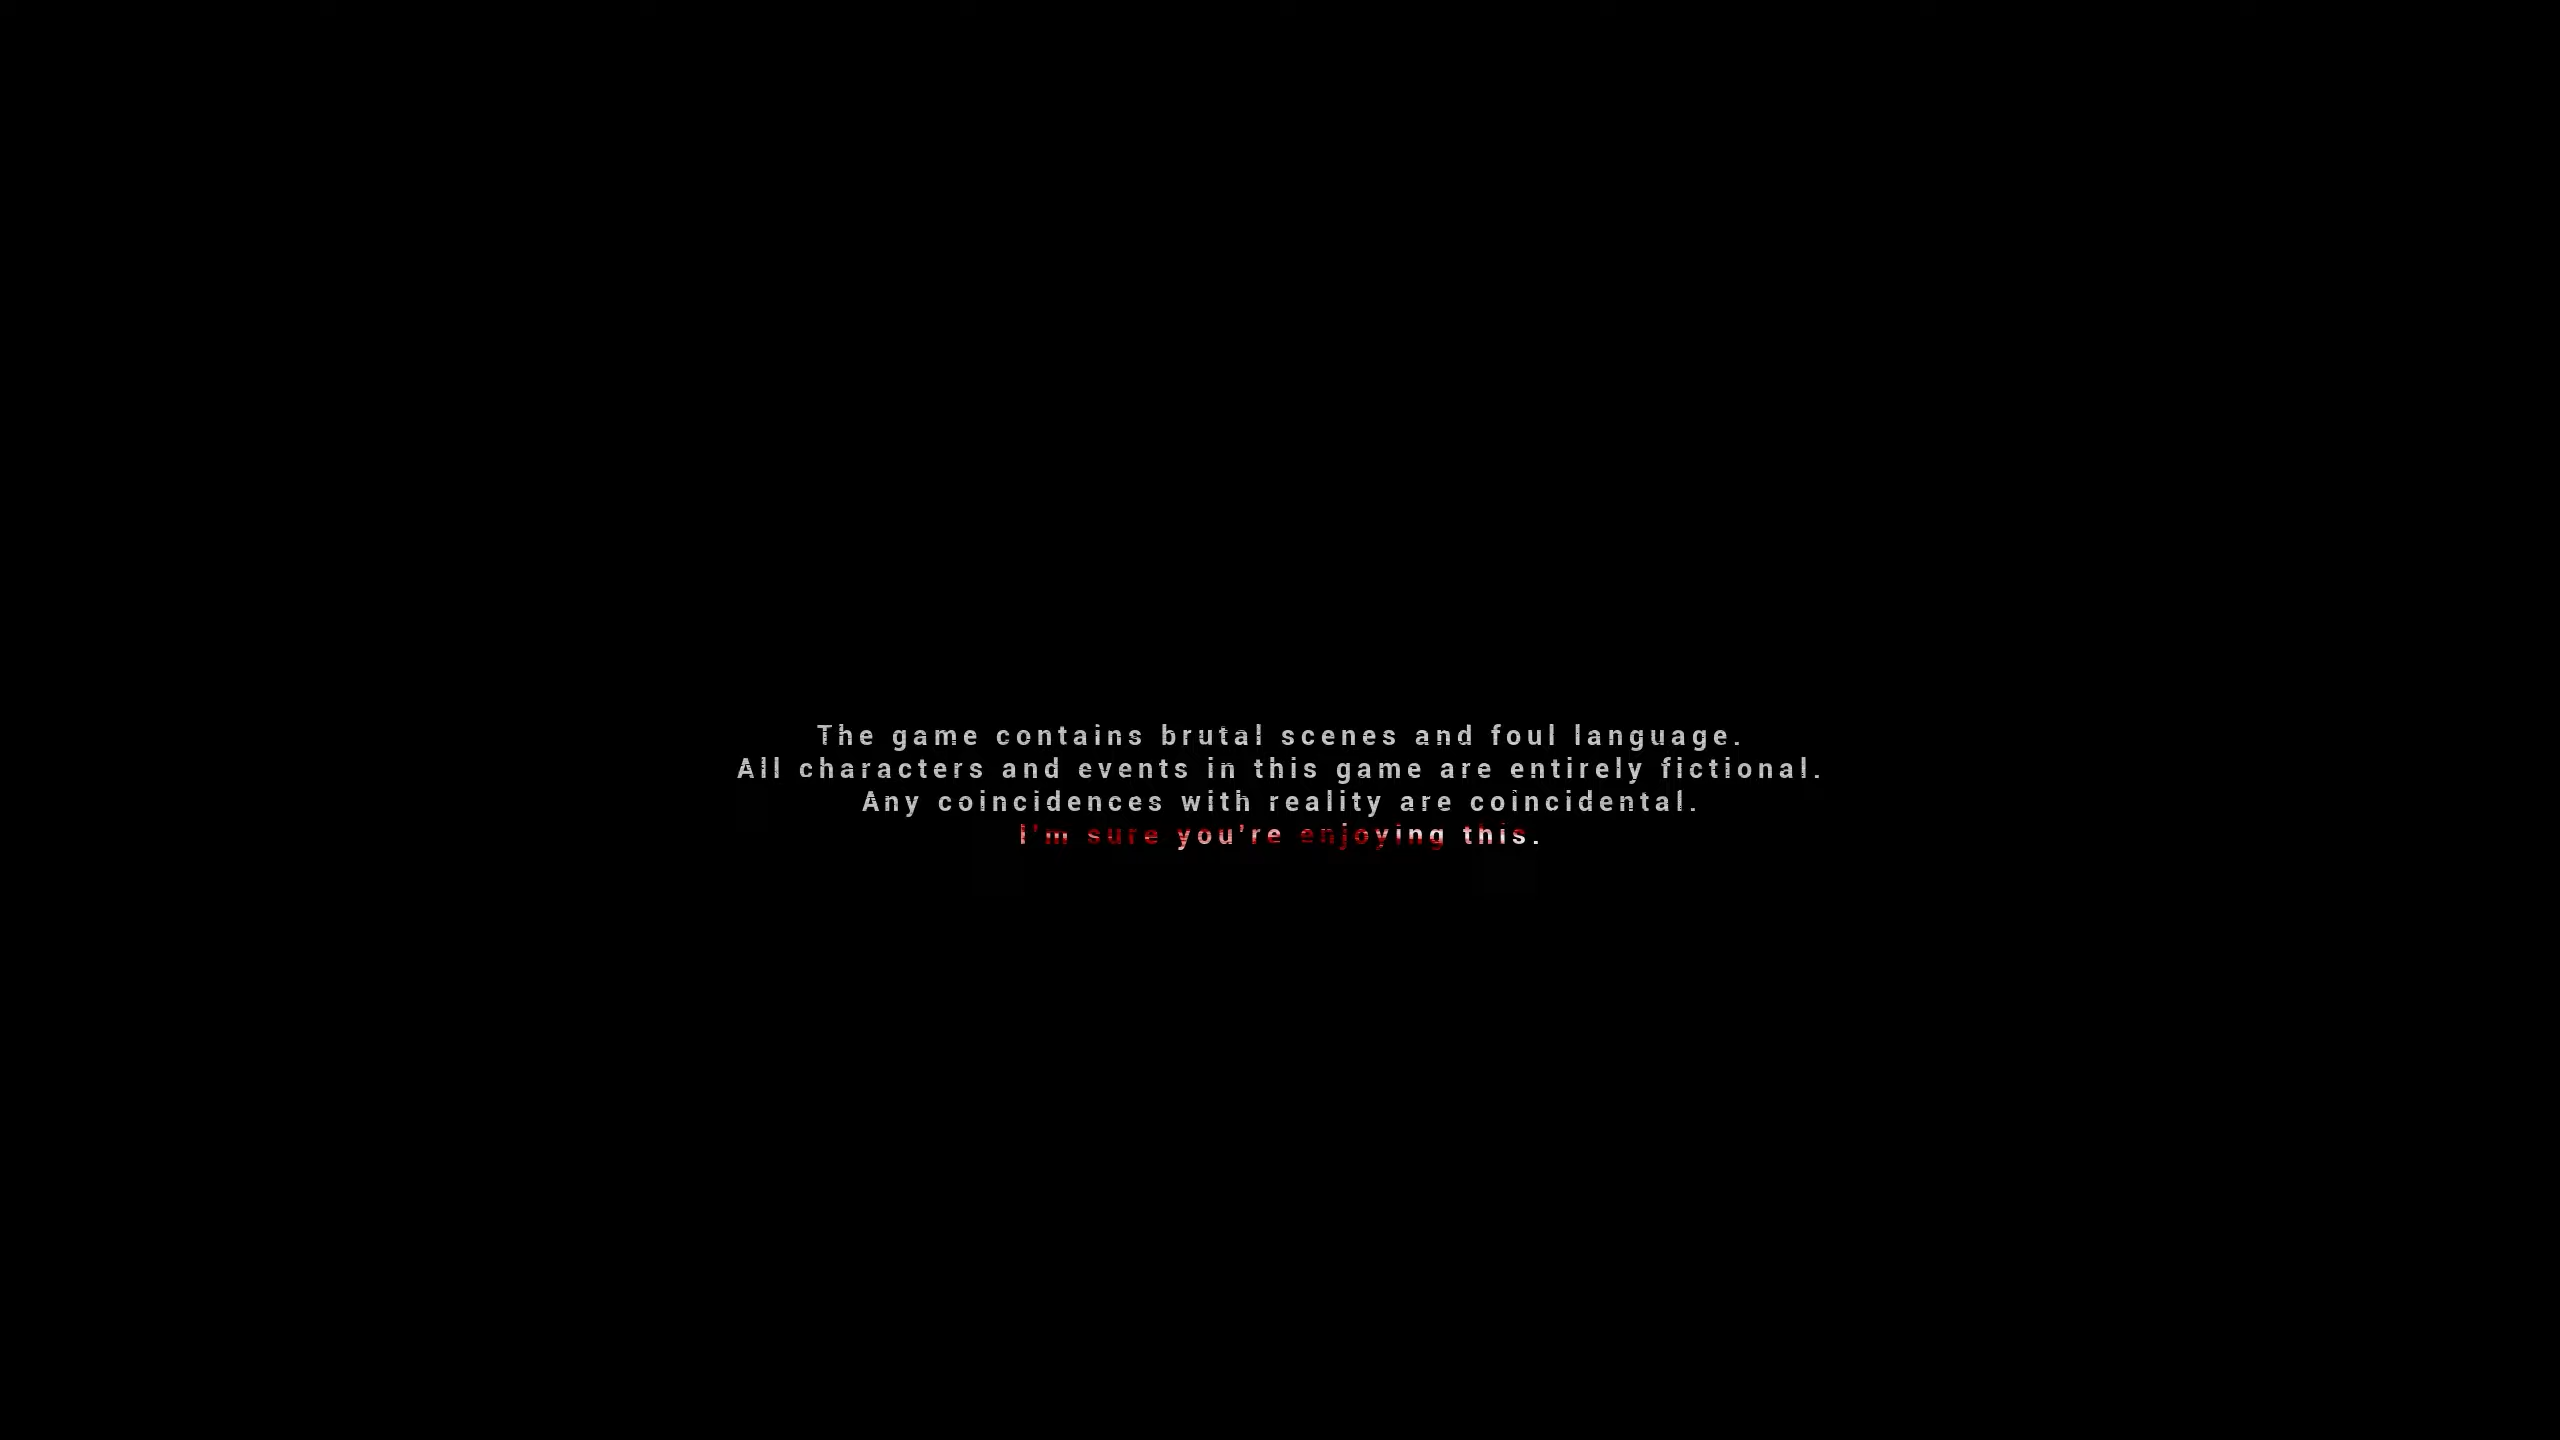 The game contains brutal scenes and foul language.
All characters and events in this game are entirely fictional.
Any coincidences with reality are coincidental.
I'm sure you're enjoying this.